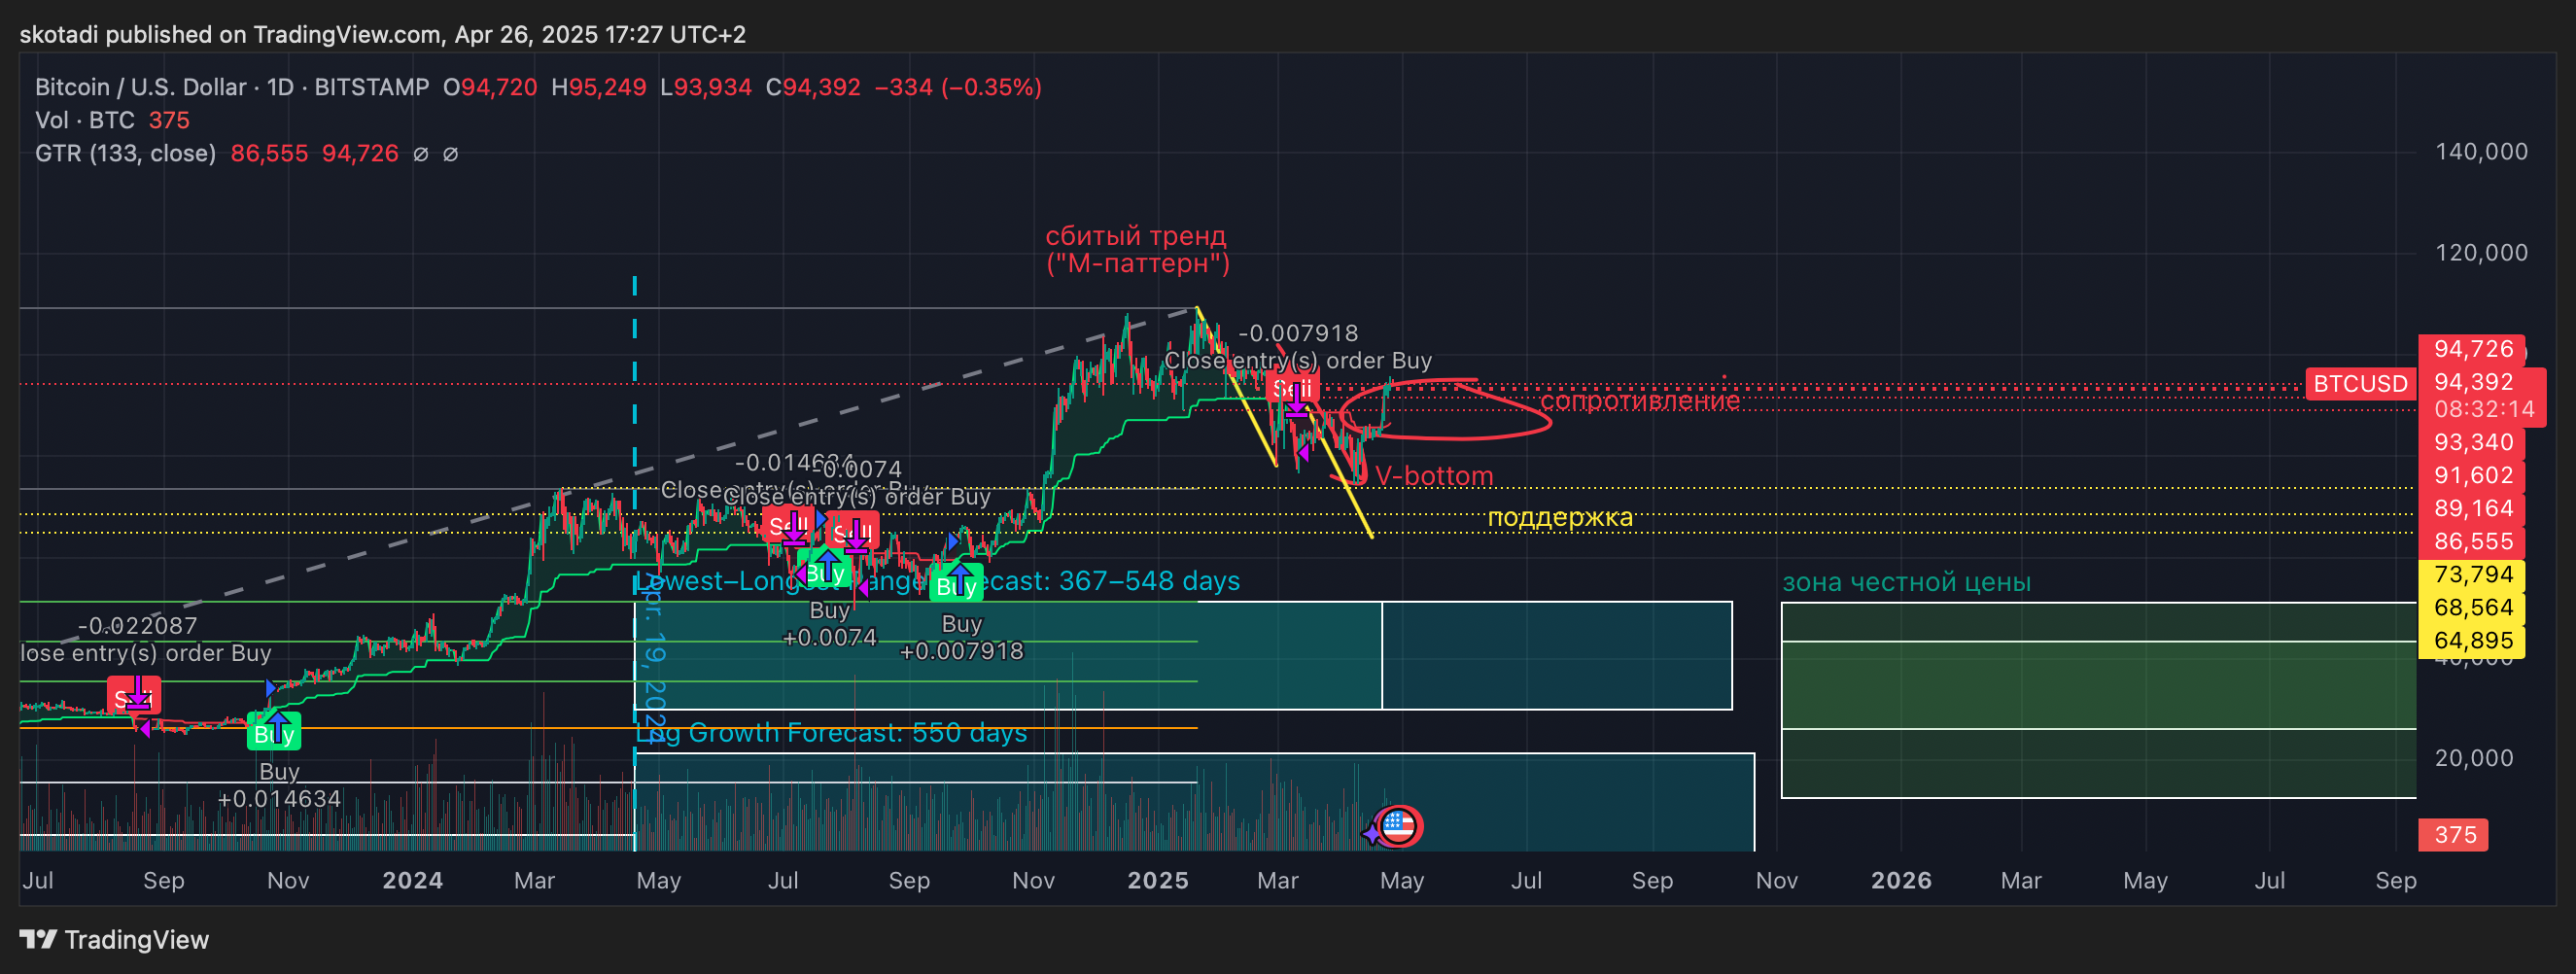 skotadi published on TradingView.com, Apr 26, 2025 17:27 UTC+2
Bitcoin / U.S. Dollar · 1D · BITSTAMP O94,720 H95,249 L93,934 C94,392 −334 (−0.35%)
Vol · BTC 375
GTR (133, close) 86,555 94,726 ∅ ∅
140,000
120,000
сбитый тренд
("М-паттерн")
-0.007918
Close entry(s) order Buy
Sell
94,726
BTCUSD 94,392
08:32:14
сопротивление
93,340
91,602
89,164
86,555
V-bottom
-0.014634
-0.0074
Close entry(s) order Buy
Close entry(s) order Buy
Sell
Sell
поддержка
73,794
68,564
64,895
40,000
Buy
Buy
Lowest–Longest Range Forecast: 367–548 days
зона честной цены
Buy
+0.0074
Buy
+0.007918
Apr. 19, 2024
-0.022087
lose entry(s) order Buy
Sell
Buy
Buy
+0.014634
Log Growth Forecast: 550 days
20,000
375
Jul Sep Nov 2024 Mar May Jul Sep Nov 2025 Mar May Jul Sep Nov 2026 Mar May Jul Sep
TradingView